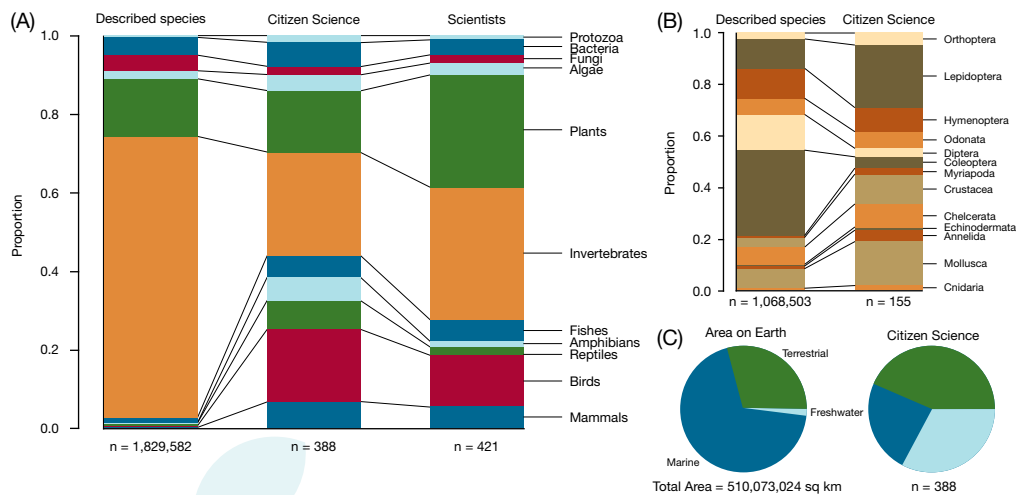 (A)
Described species
Citizen Science
Scientists
1.0
0.8
0.6
0.4
0.2
0.0
Proportion
Protozoa
Bacteria
Fungi
Algae
Plants
Invertebrates
Fishes
Amphibians
Reptiles
Birds
Mammals
n = 1,829,582
n = 388
n = 421
(B)
Described species
Citizen Science
1.0
0.8
0.6
0.4
0.2
0.0
Proportion
Orthoptera
Lepidoptera
Hymenoptera
Odonata
Diptera
Coleoptera
Myriapoda
Crustacea
Chelcerata
Echinodermata
Annelida
Mollusca
Cnidaria
n = 1,068,503
n = 155
(C)
Area on Earth
Citizen Science
Terrestrial
Freshwater
Marine
Total Area = 510,073,024 sq km
n = 388